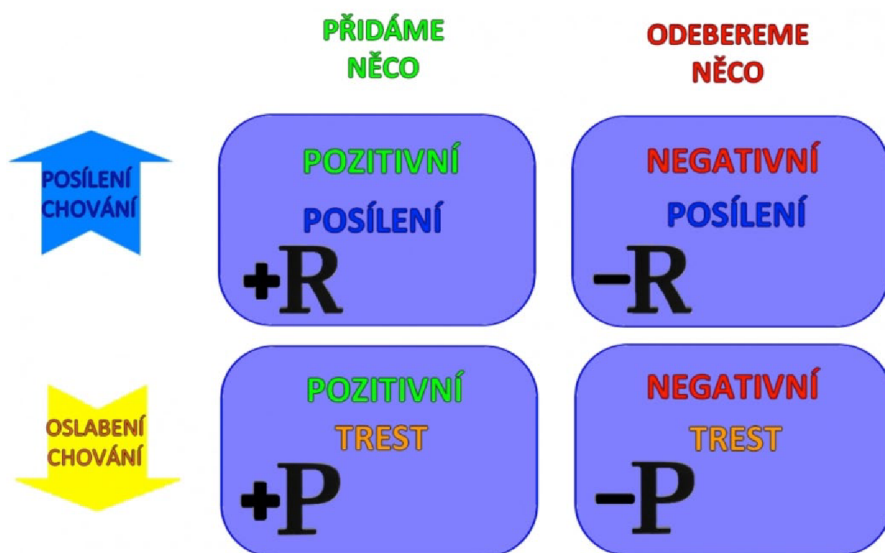 PŘIDÁME
NĚCO
ODEBEREME
NĚCO
POSÍLENÍ
CHOVÁNÍ
POZITIVNÍ
POSÍLENÍ
+R
NEGATIVNÍ
POSÍLENÍ
−R
OSLABENÍ
CHOVÁNÍ
POZITIVNÍ
TREST
+P
NEGATIVNÍ
TREST
−P